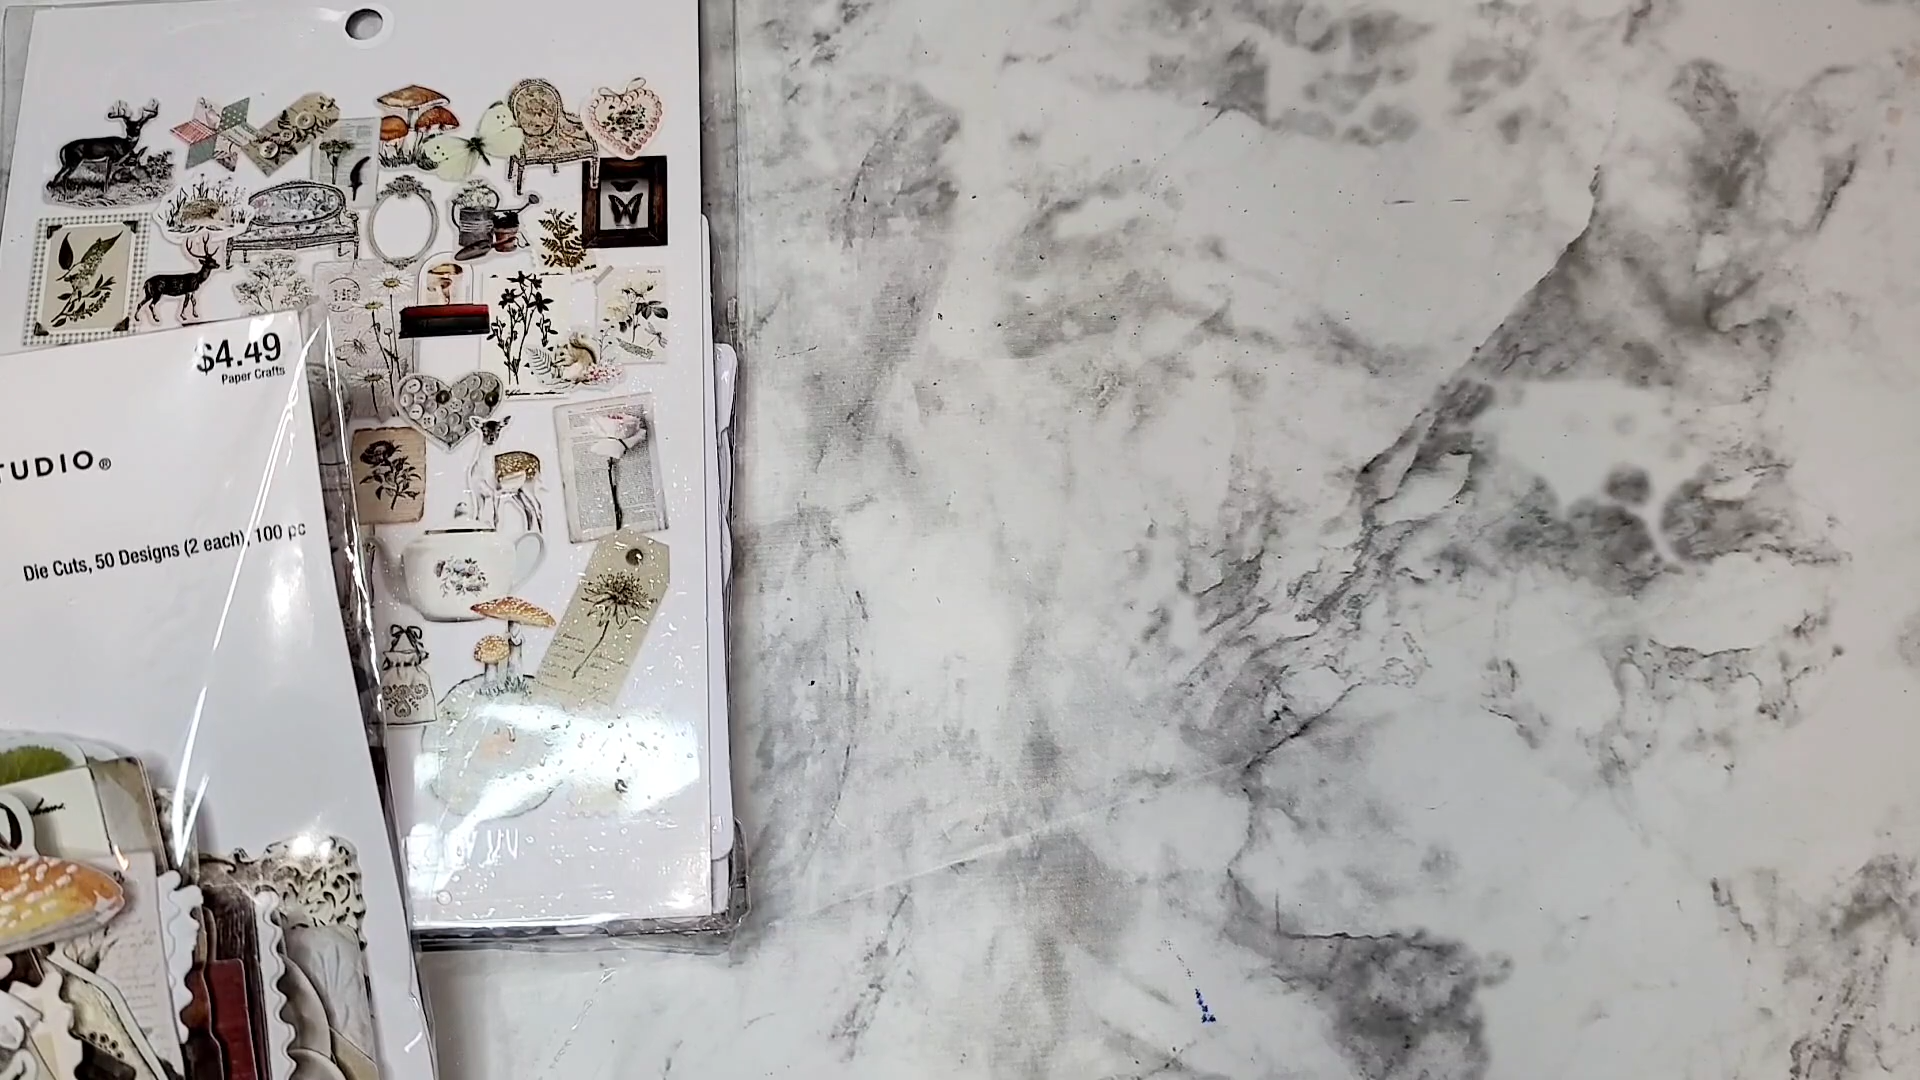 $4.49
Paper Crafts
TUDIO®
Die Cuts, 50 Designs (2 each), 100 pc